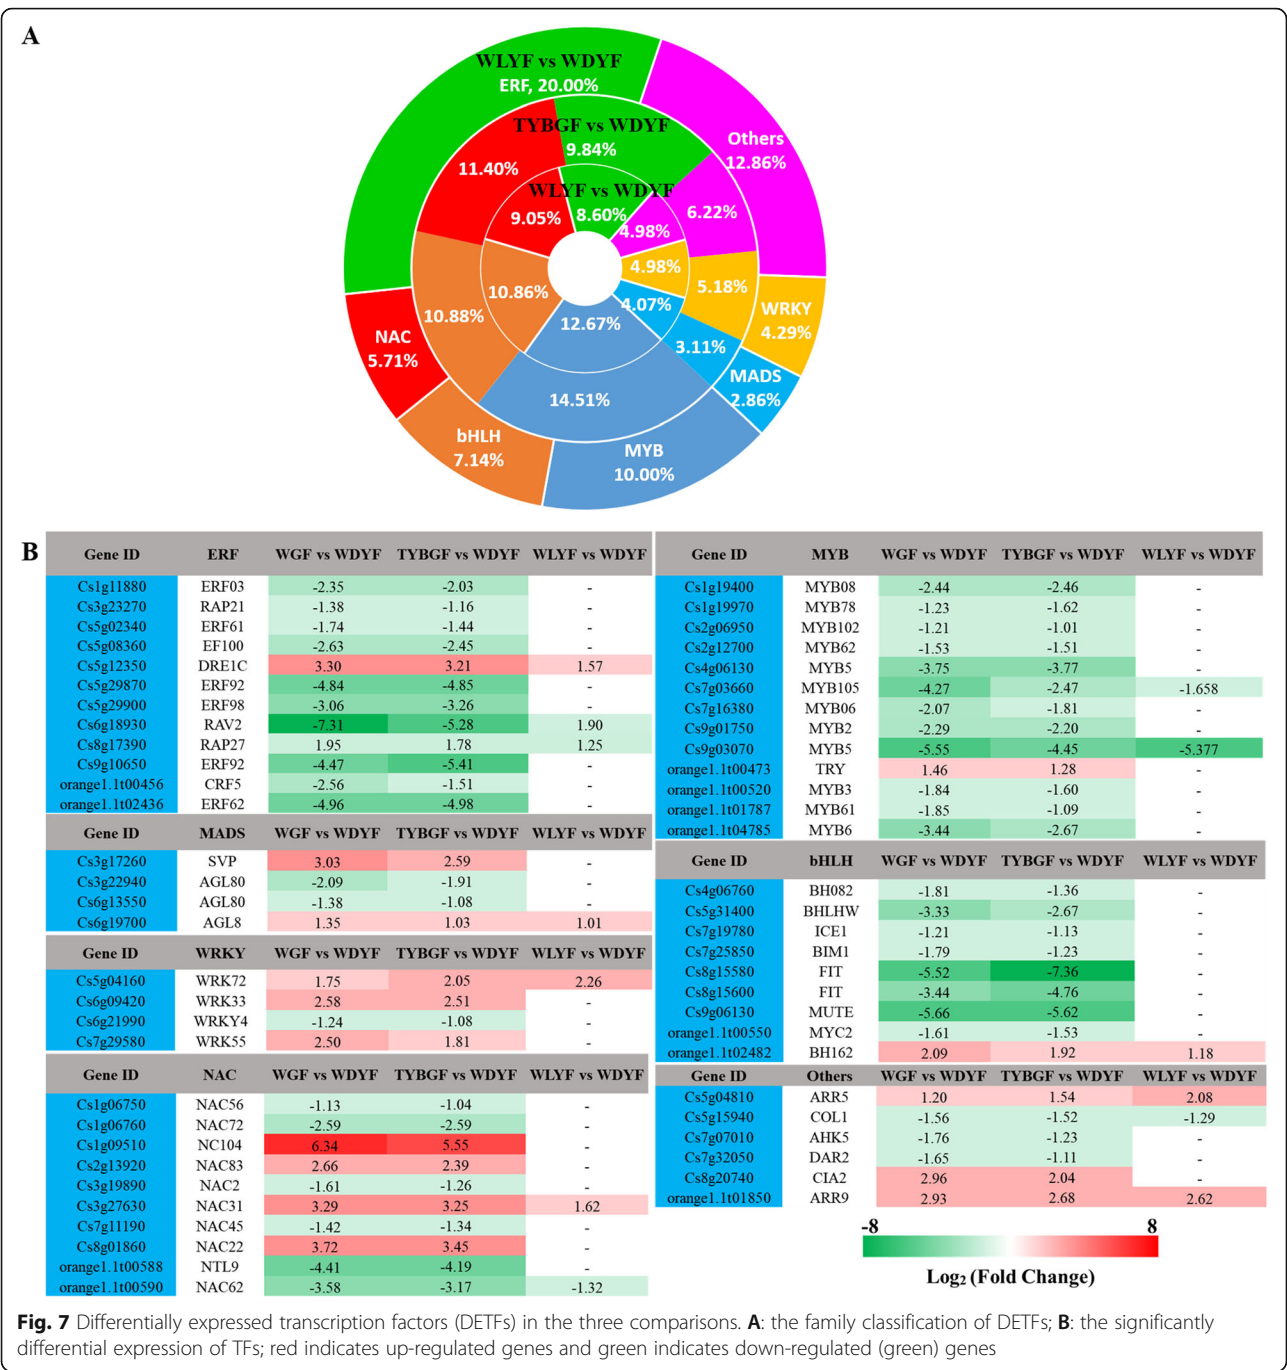 A
WLYF vs WDYF
ERF, 20.00%
TYBGF vs WDYF
9.84%
WLYF vs WDYF
8.60%
Others
12.86%
6.22%
4.98%
WRKY
4.29%
5.18%
4.98%
MADS
2.86%
3.11%
4.07%
MYB
10.00%
14.51%
12.67%
bHLH
7.14%
10.88%
10.86%
NAC
5.71%
11.40%
9.05%
B
Gene ID ERF WGF vs WDYF TYBGF vs WDYF WLYF vs WDYF
Cs1g11880 ERF03 -2.35 -2.03 -
Cs3g23270 RAP21 -1.38 -1.16 -
Cs5g02340 ERF61 -1.74 -1.44 -
Cs5g08360 EF100 -2.63 -2.45 -
Cs5g12350 DRE1C 3.30 3.21 1.57
Cs5g29870 ERF92 -4.84 -4.85 -
Cs5g29900 ERF98 -3.06 -3.26 -
Cs6g18930 RAV2 -7.31 -5.28 1.90
Cs8g17390 RAP27 1.95 1.78 1.25
Cs9g10650 ERF92 -4.47 -5.41 -
orange1.1t00456 CRF5 -2.56 -1.51 -
orange1.1t02436 ERF62 -4.96 -4.98 -
Gene ID MADS WGF vs WDYF TYBGF vs WDYF WLYF vs WDYF
Cs3g17260 SVP 3.03 2.59 -
Cs3g22940 AGL80 -2.09 -1.91 -
Cs6g13550 AGL80 -1.38 -1.08 -
Cs6g19700 AGL8 1.35 1.03 1.01
Gene ID WRKY WGF vs WDYF TYBGF vs WDYF WLYF vs WDYF
Cs5g04160 WRK72 1.75 2.05 2.26
Cs6g09420 WRK33 2.58 2.51 -
Cs6g21990 WRKY4 -1.24 -1.08 -
Cs7g29580 WRK55 2.50 1.81 -
Gene ID NAC WGF vs WDYF TYBGF vs WDYF WLYF vs WDYF
Cs1g06750 NAC56 -1.13 -1.04 -
Cs1g06760 NAC72 -2.59 -2.59 -
Cs1g09510 NC104 6.34 5.55 -
Cs2g13920 NAC83 2.66 2.39 -
Cs3g19890 NAC2 -1.61 -1.26 -
Cs3g27630 NAC31 3.29 3.25 1.62
Cs7g11190 NAC45 -1.42 -1.34 -
Cs8g01860 NAC22 3.72 3.45 -
orange1.1t00588 NTL9 -4.41 -4.19 -
orange1.1t00590 NAC62 -3.58 -3.17 -1.32
Gene ID MYB WGF vs WDYF TYBGF vs WDYF WLYF vs WDYF
Cs1g19400 MYB08 -2.44 -2.46 -
Cs1g19970 MYB78 -1.23 -1.62 -
Cs2g06950 MYB102 -1.21 -1.01 -
Cs2g12700 MYB62 -1.53 -1.51 -
Cs4g06130 MYB5 -3.75 -3.77 -
Cs7g03660 MYB105 -4.27 -2.47 -1.658
Cs7g16380 MYB06 -2.07 -1.81 -
Cs9g01750 MYB2 -2.29 -2.20 -
Cs9g03070 MYB5 -5.55 -4.45 -5.377
orange1.1t00473 TRY 1.46 1.28 -
orange1.1t00520 MYB3 -1.84 -1.60 -
orange1.1t01787 MYB61 -1.85 -1.09 -
orange1.1t04785 MYB6 -3.44 -2.67 -
Gene ID bHLH WGF vs WDYF TYBGF vs WDYF WLYF vs WDYF
Cs4g06760 BH082 -1.81 -1.36 -
Cs5g31400 BHLHW -3.33 -2.67 -
Cs7g19780 ICE1 -1.21 -1.13 -
Cs7g25850 BIM1 -1.79 -1.23 -
Cs8g15580 FIT -5.52 -7.36 -
Cs8g15600 FIT -3.44 -4.76 -
Cs9g06130 MUTE -5.66 -5.62 -
orange1.1t00550 MYC2 -1.61 -1.53 -
orange1.1t02482 BH162 2.09 1.92 1.18
Gene ID Others WGF vs WDYF TYBGF vs WDYF WLYF vs WDYF
Cs5g04810 ARR5 1.20 1.54 2.08
Cs5g15940 COL1 -1.56 -1.52 -1.29
Cs7g07010 AHK5 -1.76 -1.23 -
Cs7g32050 DAR2 -1.65 -1.11 -
Cs8g20740 CIA2 2.96 2.04 -
orange1.1t01850 ARR9 2.93 2.68 2.62
-8 8
Log2 (Fold Change)
Fig. 7 Differentially expressed transcription factors (DETFs) in the three comparisons. A: the family classification of DETFs; B: the significantly
differential expression of TFs; red indicates up-regulated genes and green indicates down-regulated (green) genes